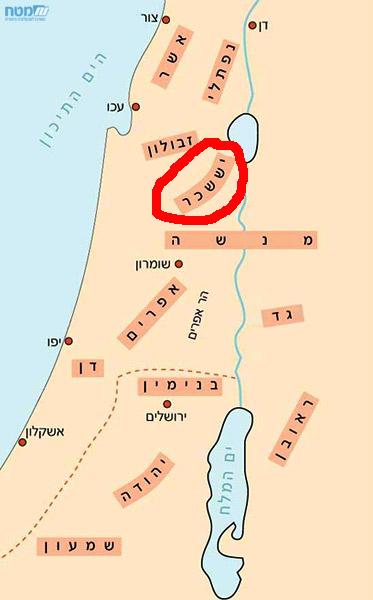 מטח
צור
דן
אשר
נפתלי
הים התיכון
עכו
זבולון
יששכר
מנשה
שומרון
הר אפרים
אפרים
גד
יפו
דן
בנימין
ירושלים
ראובן
אשקלון
יהודה
ים המלח
שמעון